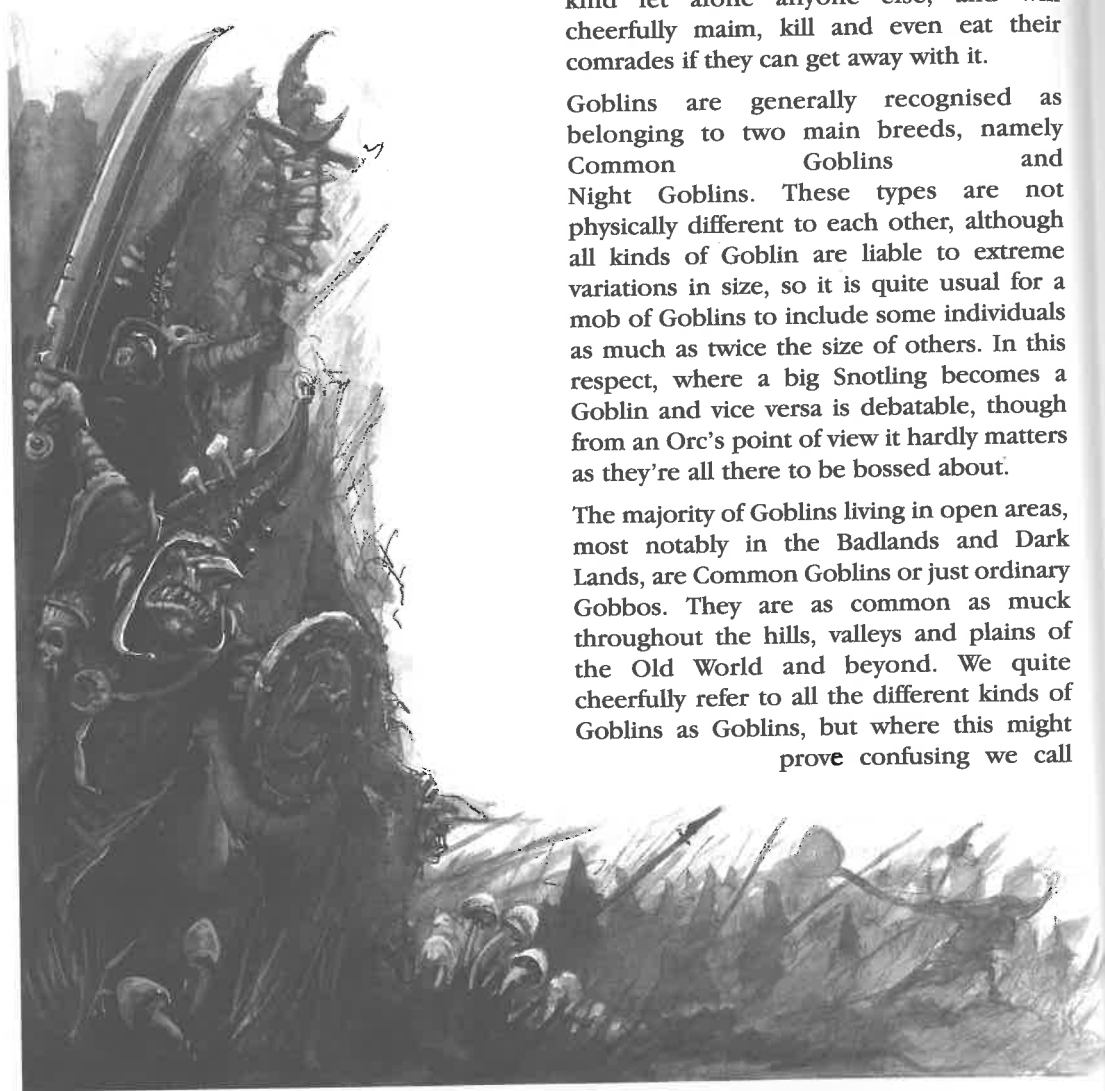 kind let alone anyone else, and will
cheerfully maim, kill and even eat their
comrades if they can get away with it.
Goblins are generally recognised as
belonging to two main breeds, namely
Common Goblins and
Night Goblins. These types are not
physically different to each other, although
all kinds of Goblin are liable to extreme
variations in size, so it is quite usual for a
mob of Goblins to include some individuals
as much as twice the size of others. In this
respect, where a big Snotling becomes a
Goblin and vice versa is debatable, though
from an Orc's point of view it hardly matters
as they're all there to be bossed about.
The majority of Goblins living in open areas,
most notably in the Badlands and Dark
Lands, are Common Goblins or just ordinary
Gobbos. They are as common as muck
throughout the hills, valleys and plains of
the Old World and beyond. We quite
cheerfully refer to all the different kinds of
Goblins as Goblins, but where this might
prove confusing we call